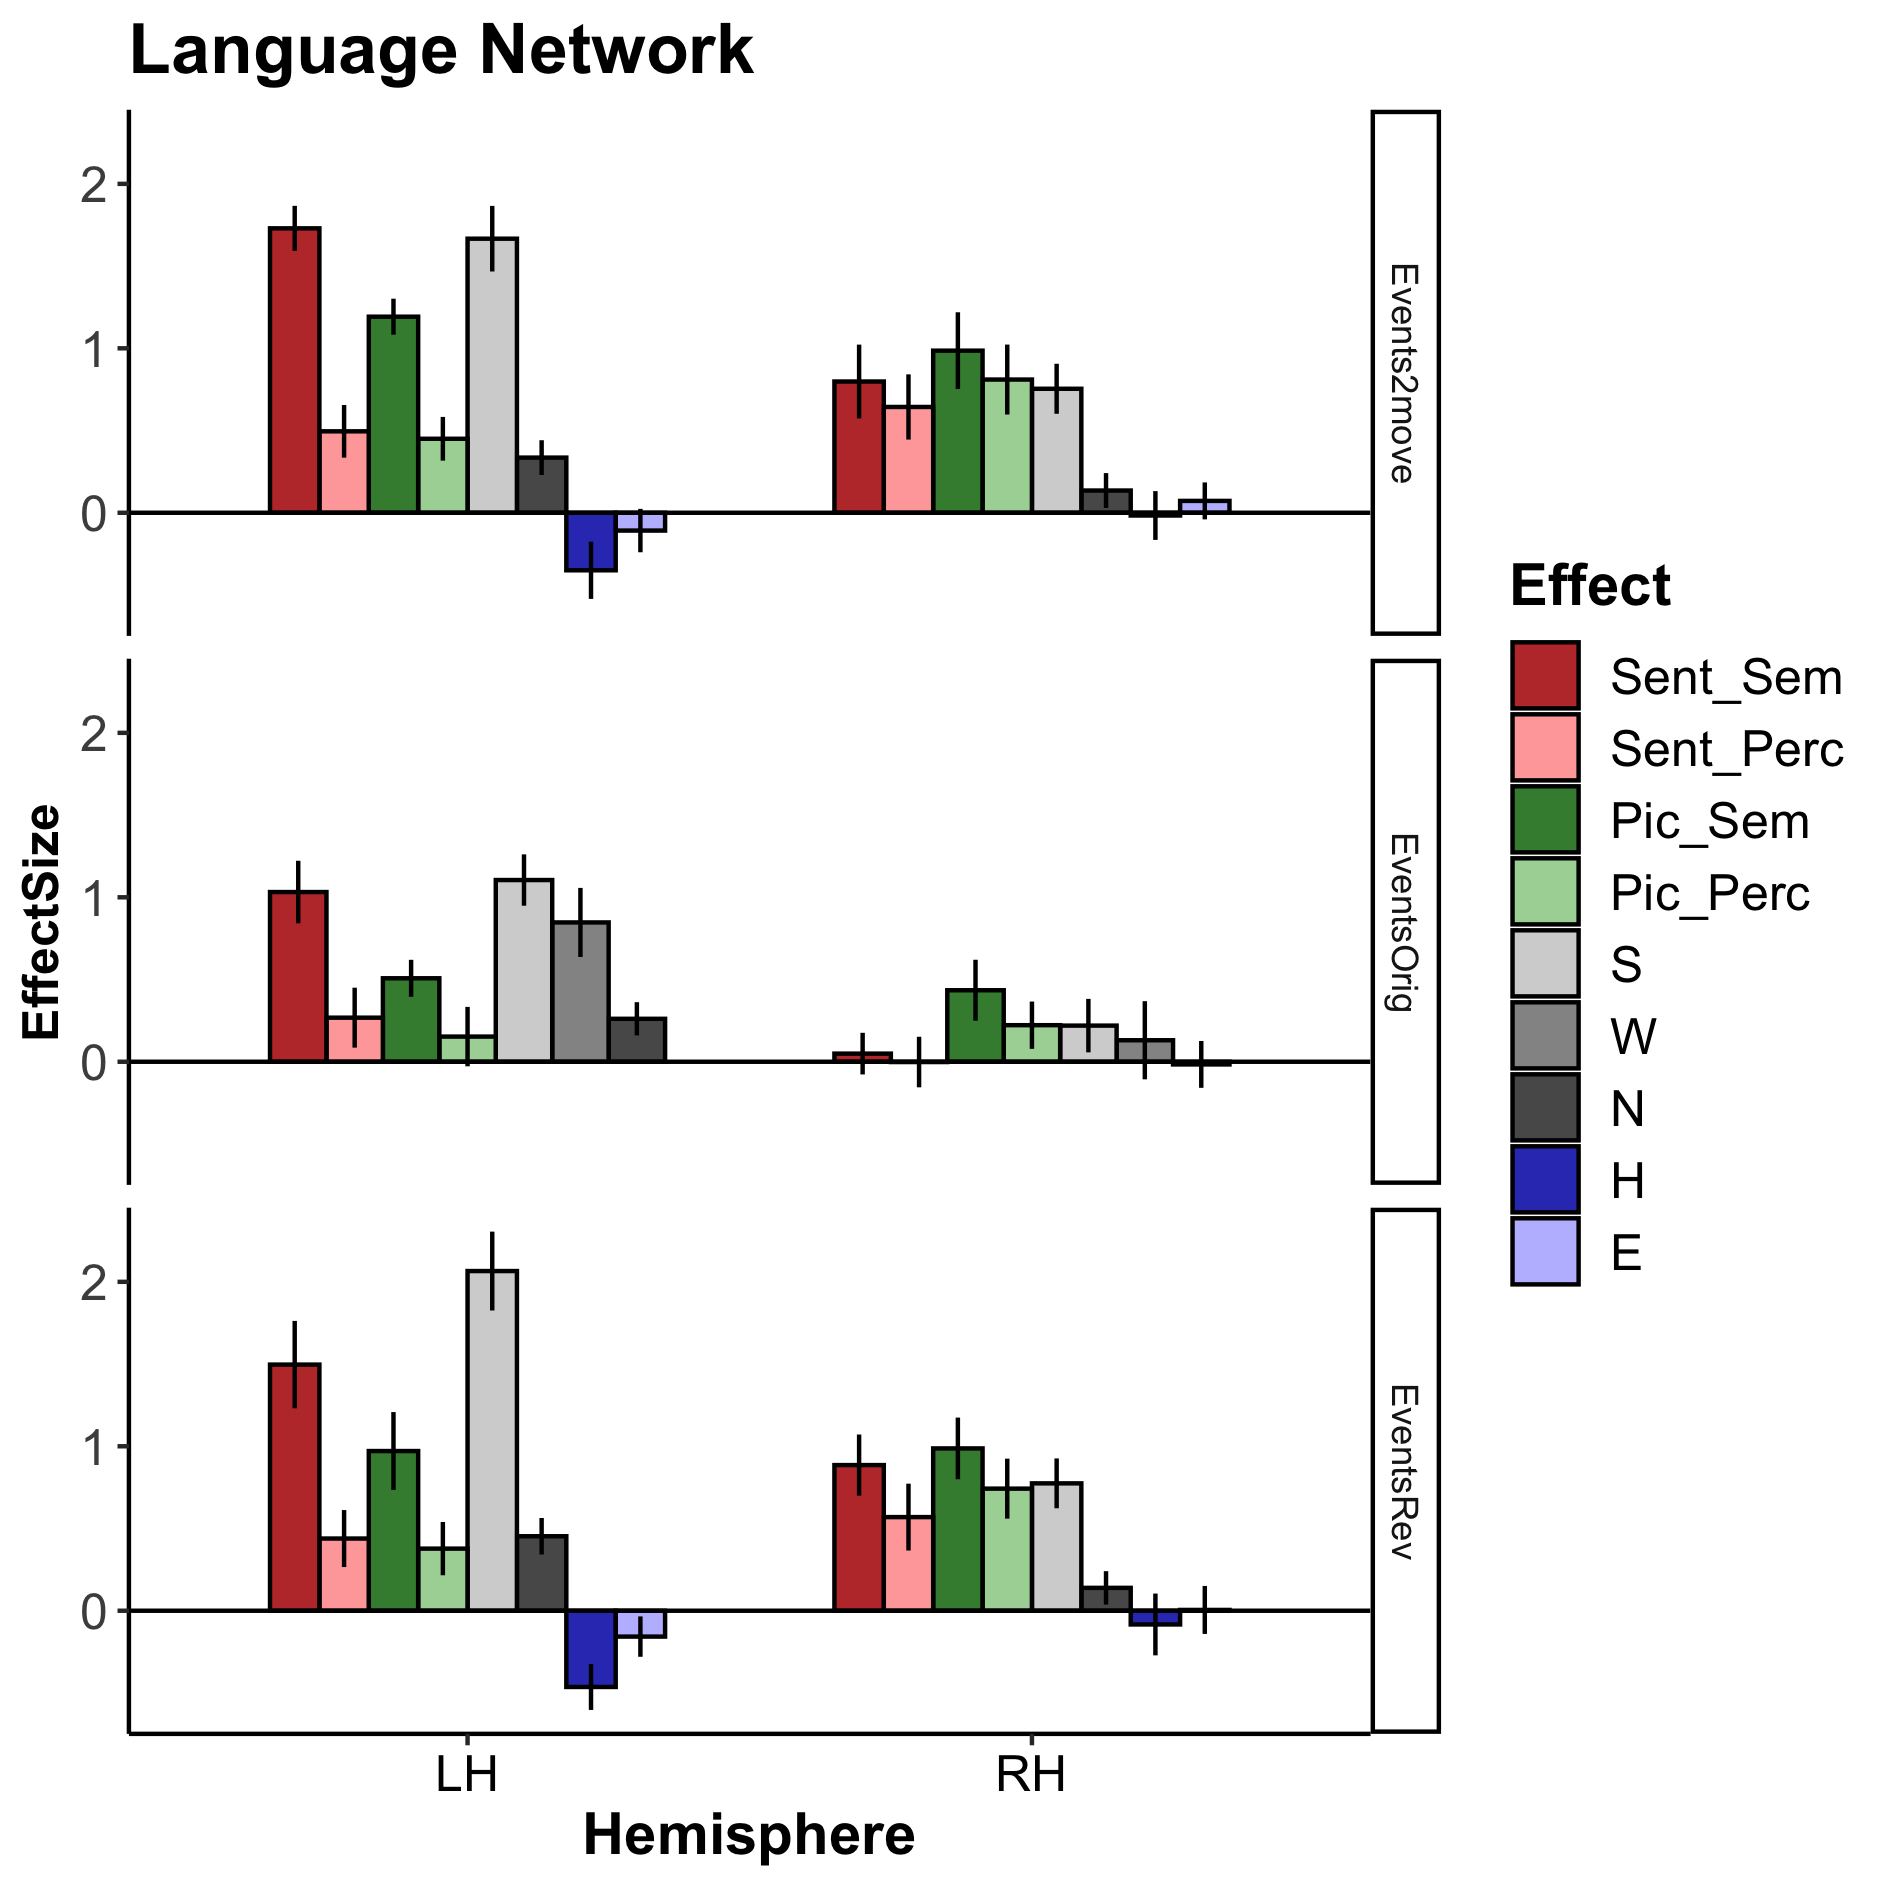 Language Network
EffectSize
2
1
0
Events2move
2
1
0
EventsOrig
2
1
0
EventsRev
LH
RH
Hemisphere
Effect
Sent_Sem
Sent_Perc
Pic_Sem
Pic_Perc
S
W
N
H
E